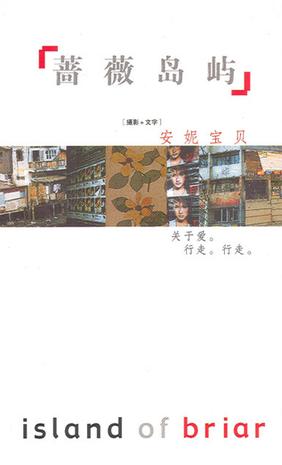 「蔷薇岛屿」
[摄影+文字]
安妮宝贝
关于爱。
行走。行走。
island of briar